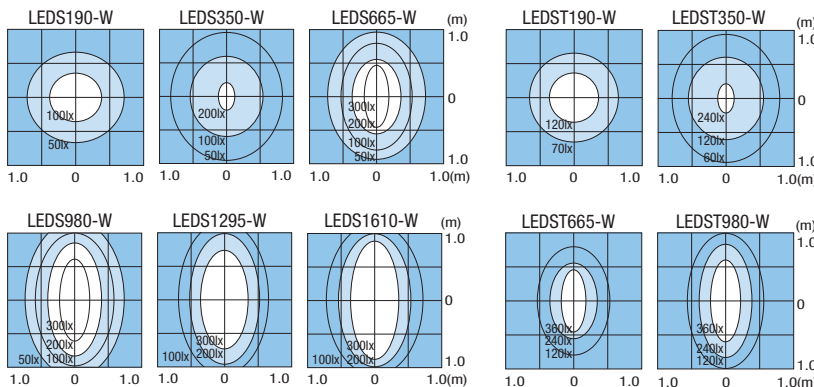 LEDS190-W LEDS350-W LEDS665-W (m) LEDST190-W LEDST350-W (m)
1.0 1.0
100lx 200lx 300lx 0 120lx 240lx 0
200lx
50lx 100lx 100lx 70lx 120lx
50lx 50lx 1.0 60lx 1.0
1.0 0 1.0 1.0 0 1.0 1.0 0 1.0(m) 1.0 0 1.0 1.0 0 1.0(m)
LEDS980-W LEDS1295-W LEDS1610-W (m) LEDST665-W LEDST980-W (m)
1.0 1.0
0 0
300lx 300lx 300lx 360lx 360lx
200lx 200lx 200lx 240lx 240lx
50lx 100lx 100lx 100lx 1.0 120lx 120lx 1.0
1.0 0 1.0 1.0 0 1.0 1.0 0 1.0(m) 1.0 0 1.0 1.0 0 1.0(m)